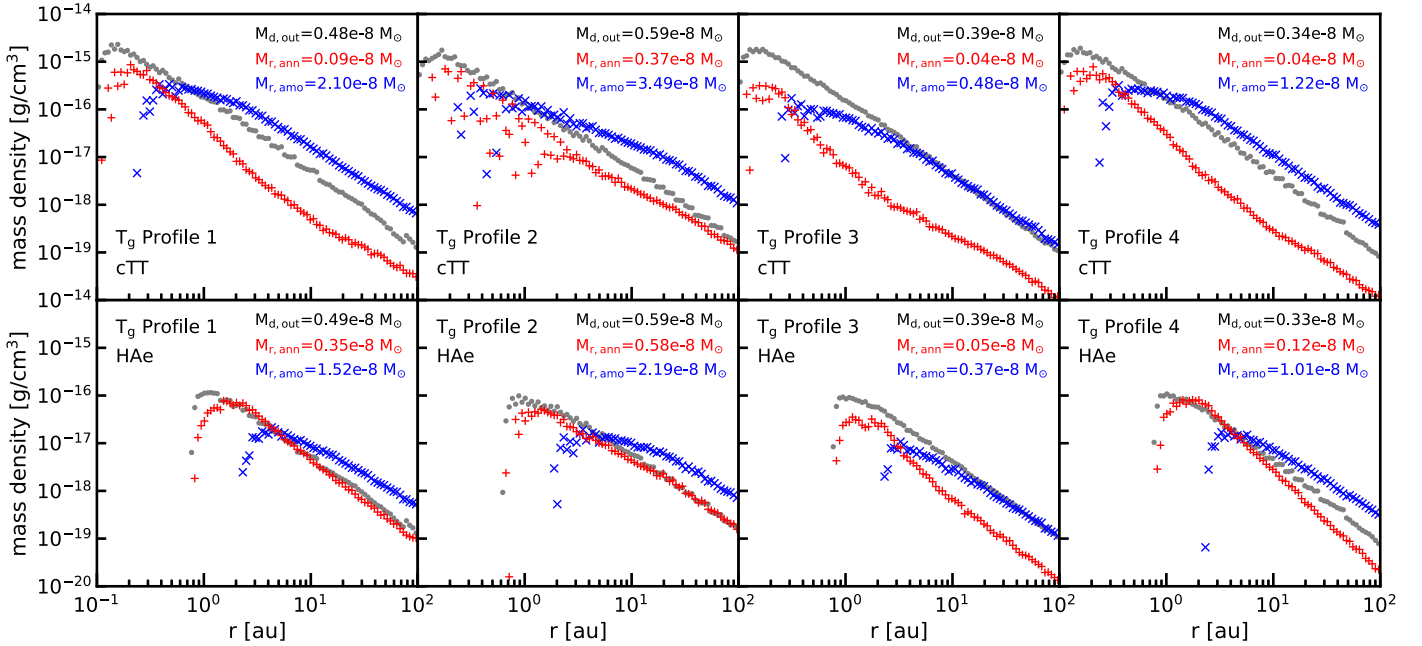 10⁻¹⁴
10⁻¹⁵
10⁻¹⁶
10⁻¹⁷
10⁻¹⁸
10⁻¹⁹
10⁻¹⁴
mass density [g/cm³]
M_d,out=0.48e-8 M⊙
M_r,ann=0.09e-8 M⊙
M_r,amo=2.10e-8 M⊙
T_g Profile 1
cTT
M_d,out=0.59e-8 M⊙
M_r,ann=0.37e-8 M⊙
M_r,amo=3.49e-8 M⊙
T_g Profile 2
cTT
M_d,out=0.39e-8 M⊙
M_r,ann=0.04e-8 M⊙
M_r,amo=0.48e-8 M⊙
T_g Profile 3
cTT
M_d,out=0.34e-8 M⊙
M_r,ann=0.04e-8 M⊙
M_r,amo=1.22e-8 M⊙
T_g Profile 4
cTT
10⁻¹⁵
10⁻¹⁶
10⁻¹⁷
10⁻¹⁸
10⁻¹⁹
10⁻²⁰
mass density [g/cm³]
T_g Profile 1
HAe
M_d,out=0.49e-8 M⊙
M_r,ann=0.35e-8 M⊙
M_r,amo=1.52e-8 M⊙
T_g Profile 2
HAe
M_d,out=0.59e-8 M⊙
M_r,ann=0.58e-8 M⊙
M_r,amo=2.19e-8 M⊙
T_g Profile 3
HAe
M_d,out=0.39e-8 M⊙
M_r,ann=0.05e-8 M⊙
M_r,amo=0.37e-8 M⊙
T_g Profile 4
HAe
M_d,out=0.33e-8 M⊙
M_r,ann=0.12e-8 M⊙
M_r,amo=1.01e-8 M⊙
10⁻¹ 10⁰ 10¹ 10² 10⁰ 10¹ 10² 10⁰ 10¹ 10² 10⁰ 10¹ 10²
r [au] r [au] r [au] r [au]